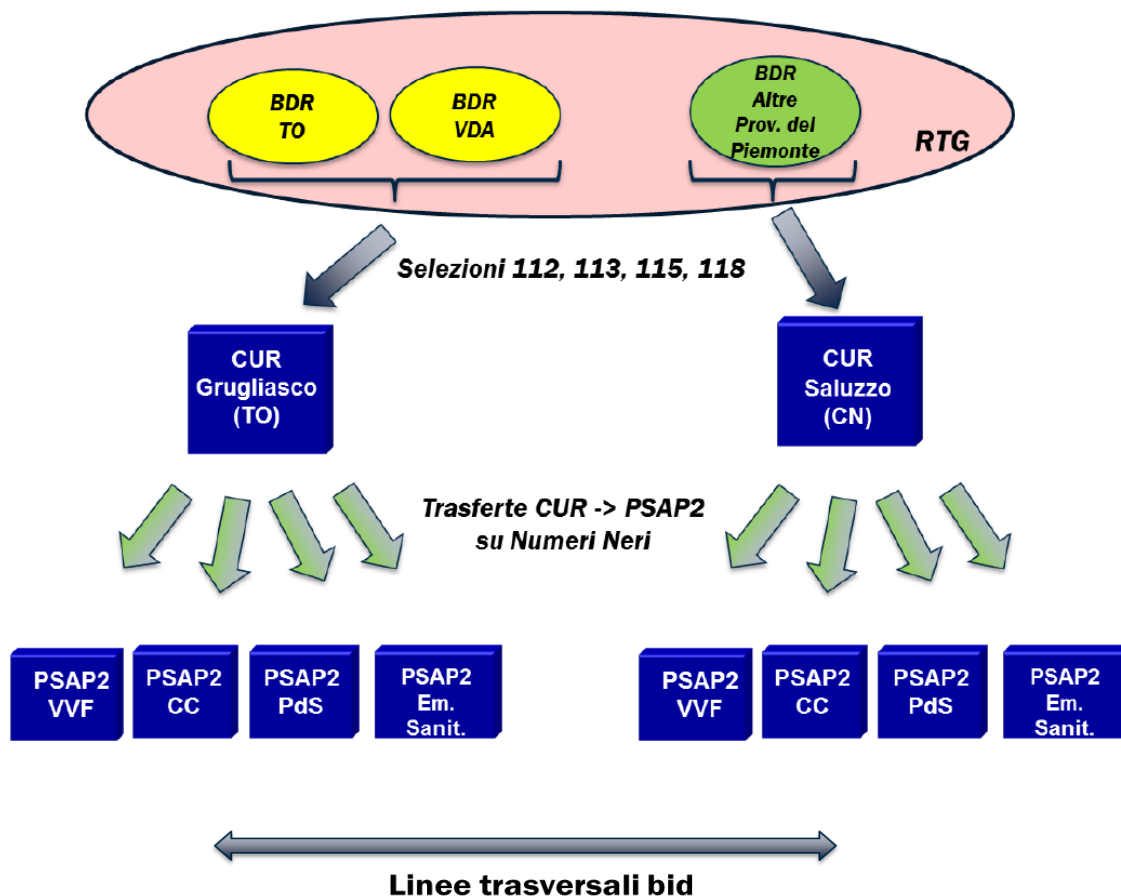 BDR
TO
BDR
VDA
BDR
Altre
Prov. del
Piemonte
RTG
Selezioni 112, 113, 115, 118
CUR
Grugliasco
(TO)
CUR
Saluzzo
(CN)
Trasferte CUR -> PSAP2
su Numeri Neri
PSAP2
VVF
PSAP2
CC
PSAP2
PdS
PSAP2
Em.
Sanit.
PSAP2
VVF
PSAP2
CC
PSAP2
PdS
PSAP2
Em.
Sanit.
Linee trasversali bid